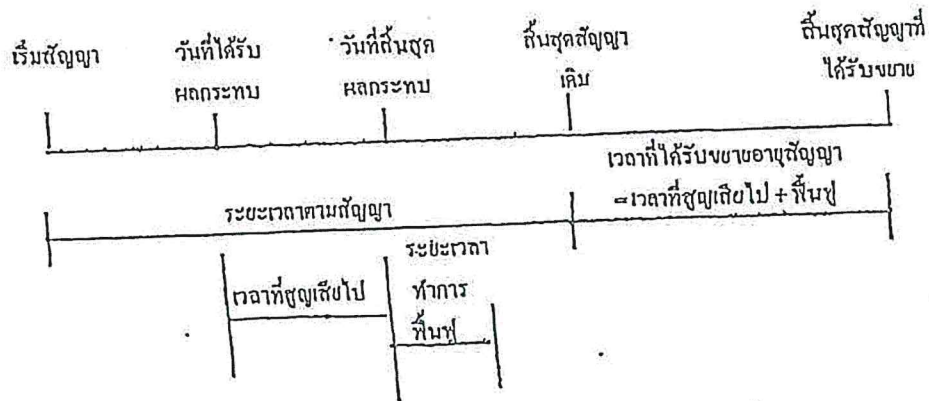 เริ่มสัญญา
วันที่ได้รับ
ผลกระทบ
วันที่สิ้นสุด
ผลกระทบ
สิ้นสุดสัญญา
เดิม
สิ้นสุดสัญญาที่
ได้รับขยาย
เวลาที่ได้รับขยายอายุสัญญา
=เวลาที่สูญเสียไป + ฟื้นฟู
ระยะเวลาตามสัญญา
เวลาที่สูญเสียไป
ระยะเวลา
ทำการ
ฟื้นฟู